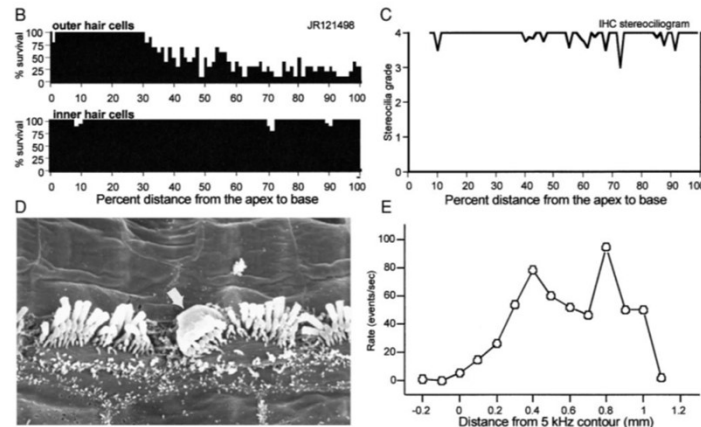 B
outer hair cells JR121498
% survival
100
75
50
25
0
0 10 20 30 40 50 60 70 80 90 100
inner hair cells
% survival
100
75
50
25
0
0 10 20 30 40 50 60 70 80 90 100
Percent distance from the apex to base
C
IHC stereociliogram
Stereocilia grade
4
3
2
1
0
0 10 20 30 40 50 60 70 80 90 100
Percent distance from the apex to base
D
E
Rate (events/sec)
100
80
60
40
20
0
-0.2 0 0.2 0.4 0.6 0.8 1.0 1.2
Distance from 5 kHz contour (mm)